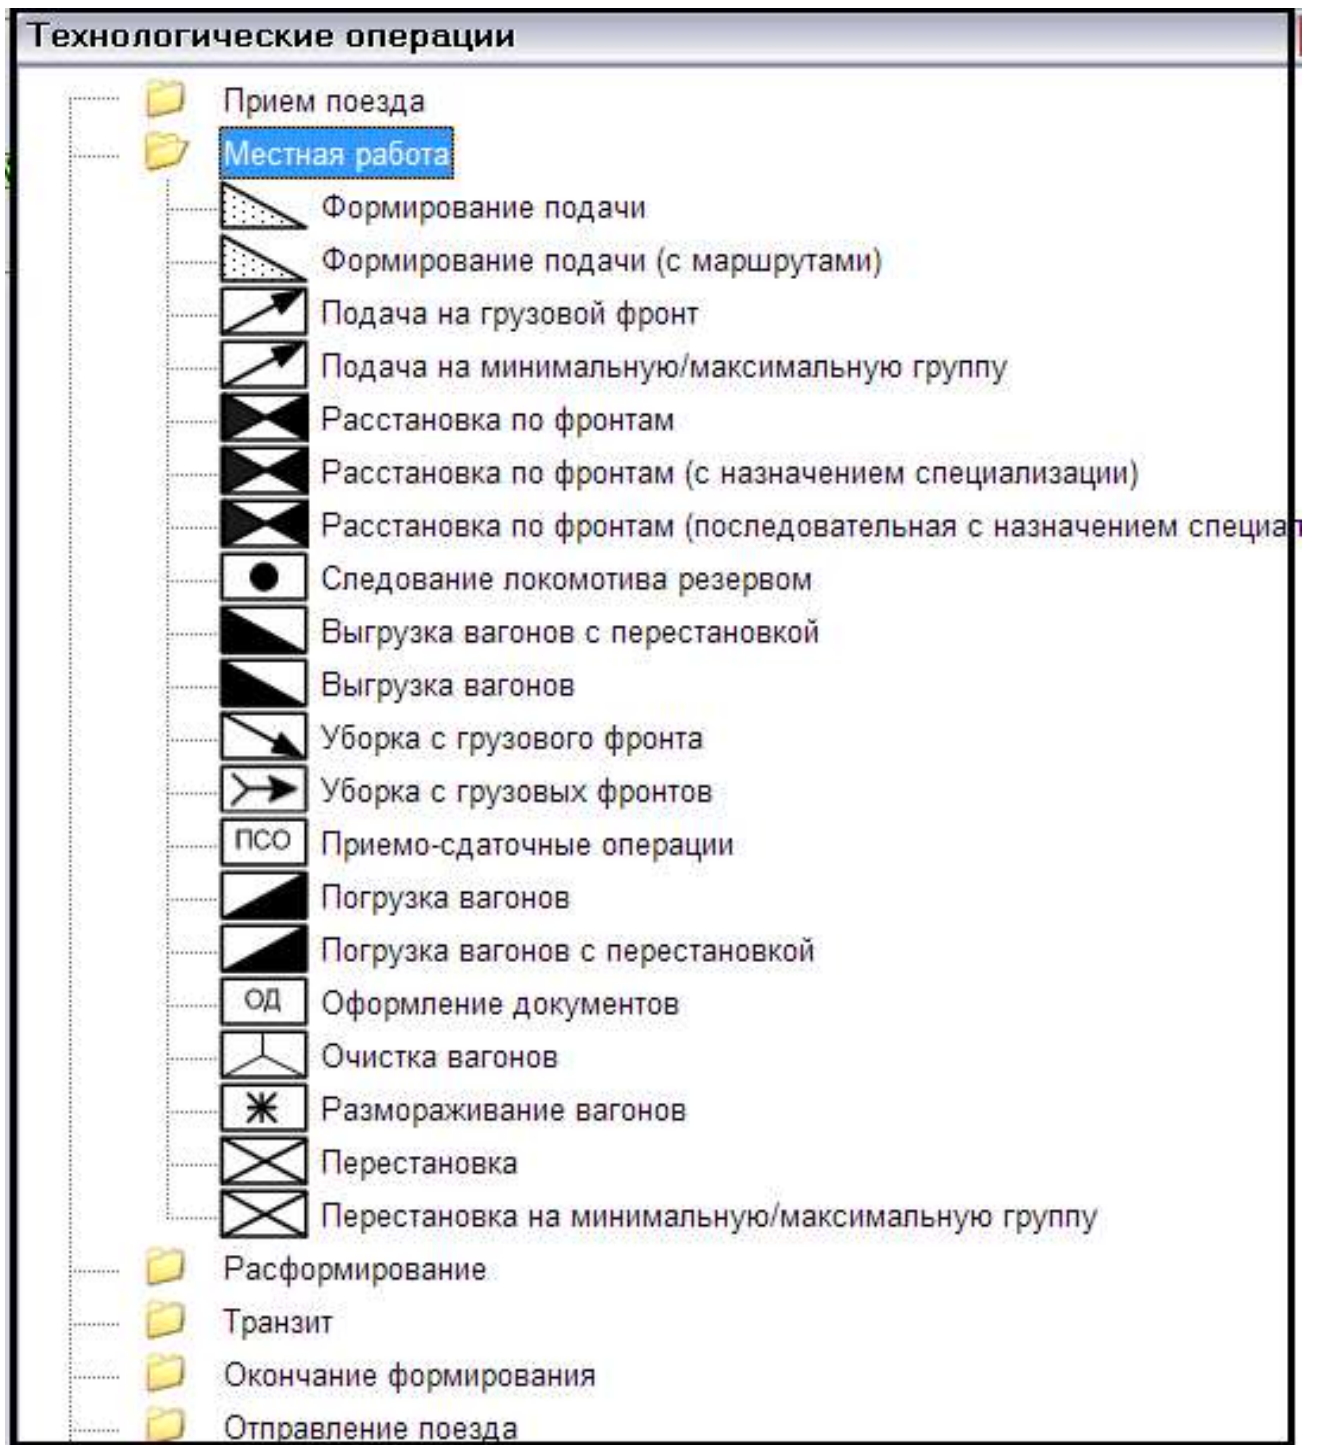 Технологические операции
Прием поезда
Местная работа
Формирование подачи
Формирование подачи (с маршрутами)
Подача на грузовой фронт
Подача на минимальную/максимальную группу
Расстановка по фронтам
Расстановка по фронтам (с назначением специализации)
Расстановка по фронтам (последовательная с назначением специал
Следование локомотива резервом
Выгрузка вагонов с перестановкой
Выгрузка вагонов
Уборка с грузового фронта
Уборка с грузовых фронтов
ПСО Приемо-сдаточные операции
Погрузка вагонов
Погрузка вагонов с перестановкой
ОД Оформление документов
Очистка вагонов
Размораживание вагонов
Перестановка
Перестановка на минимальную/максимальную группу
Расформирование
Транзит
Окончание формирования
Отправление поезда